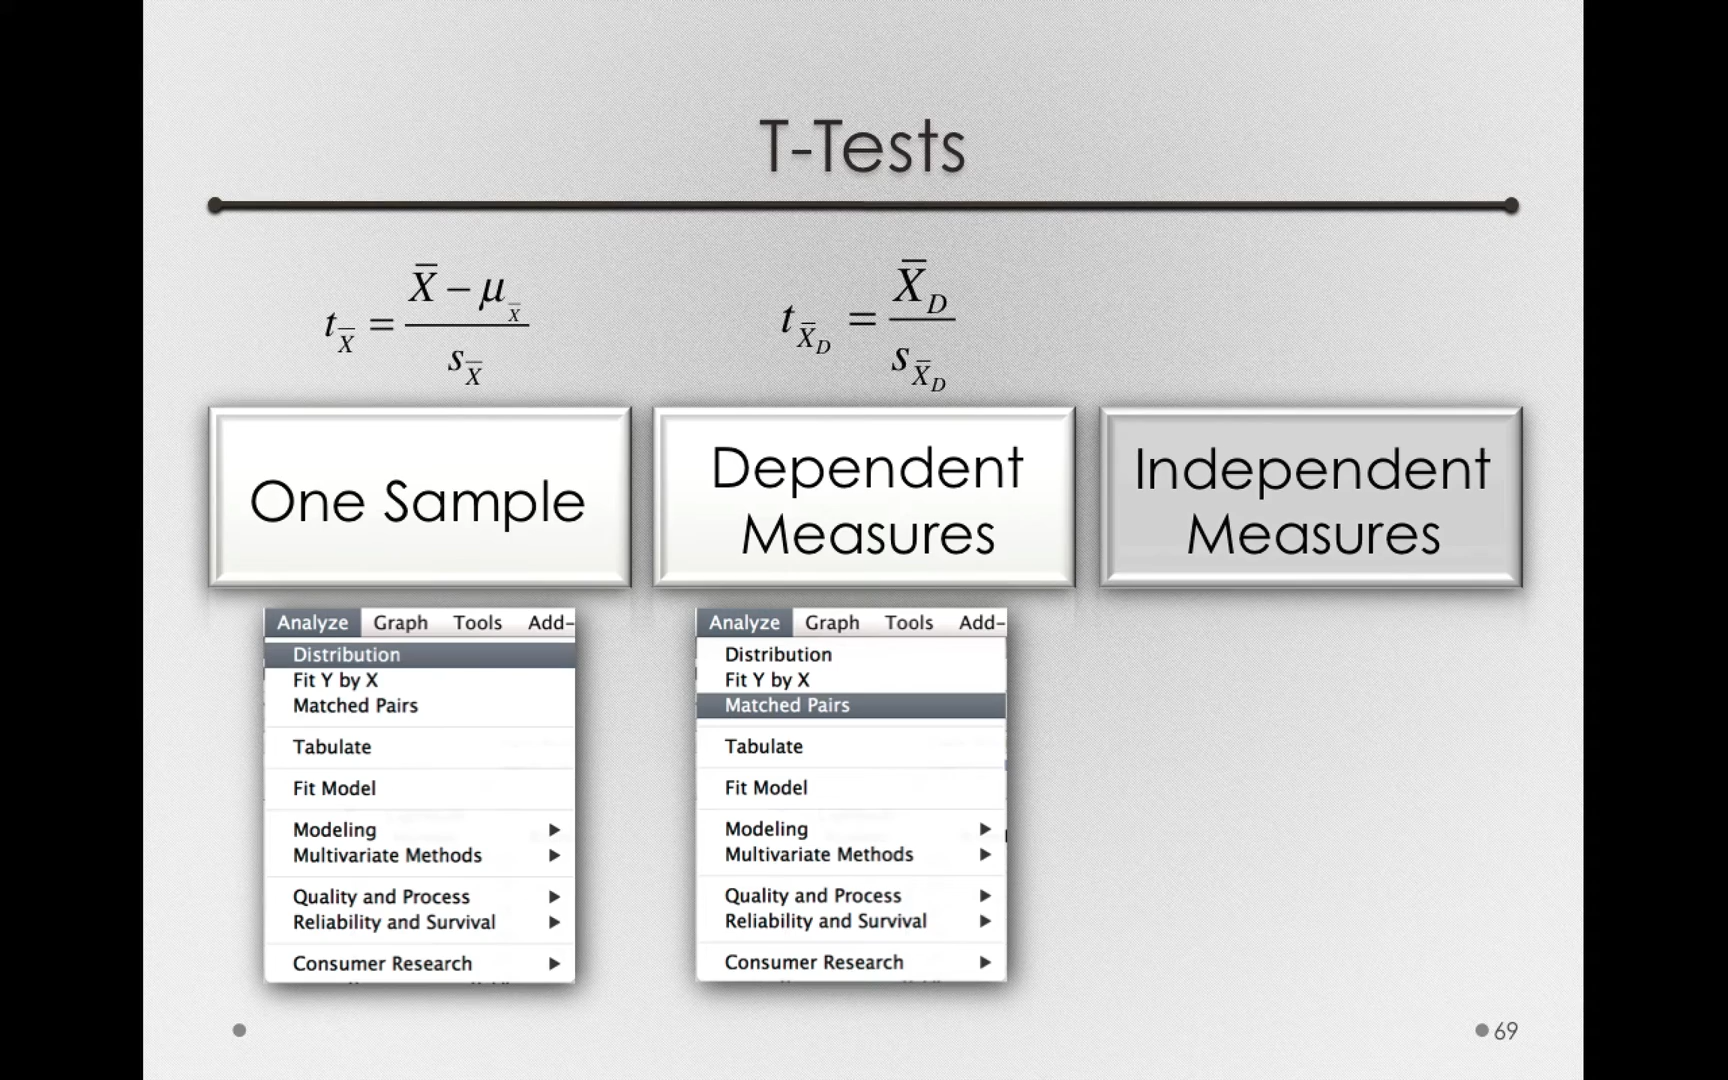 T-Tests
t_X̄ = (X̄ − μ_X̄) / s_X̄
t_X̄_D = X̄_D / s_X̄_D
One Sample
Dependent
Measures
Independent
Measures
Analyze Graph Tools Add-
Distribution
Fit Y by X
Matched Pairs
Tabulate
Fit Model
Modeling
Multivariate Methods
Quality and Process
Reliability and Survival
Consumer Research
Analyze Graph Tools Add-
Distribution
Fit Y by X
Matched Pairs
Tabulate
Fit Model
Modeling
Multivariate Methods
Quality and Process
Reliability and Survival
Consumer Research
69